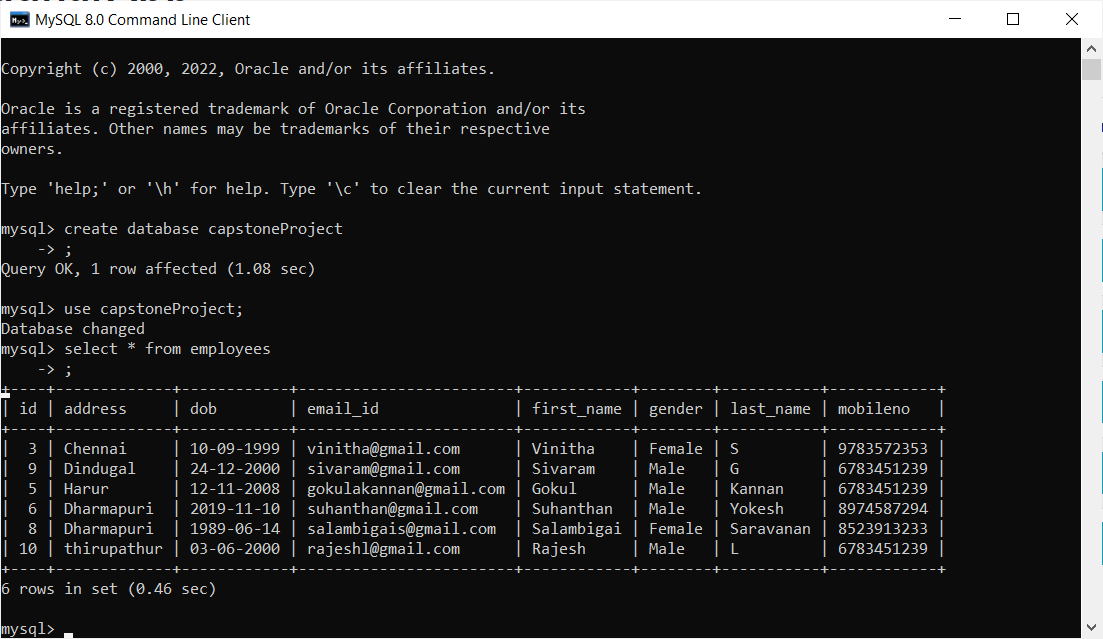 MySQL 8.0 Command Line Client
Copyright (c) 2000, 2022, Oracle and/or its affiliates.
Oracle is a registered trademark of Oracle Corporation and/or its
affiliates. Other names may be trademarks of their respective
owners.
Type 'help;' or '\h' for help. Type '\c' to clear the current input statement.
mysql> create database capstoneProject
    -> ;
Query OK, 1 row affected (1.08 sec)
mysql> use capstoneProject;
Database changed
mysql> select * from employees
    -> ;
+----+------------+------------+------------------------+------------+--------+-----------+------------+
| id | address    | dob        | email_id               | first_name | gender | last_name | mobileno   |
+----+------------+------------+------------------------+------------+--------+-----------+------------+
|  3 | Chennai    | 10-09-1999 | vinitha@gmail.com      | Vinitha    | Female | S         | 9783572353 |
|  9 | Dindugal   | 24-12-2000 | sivaram@gmail.com      | Sivaram    | Male   | G         | 6783451239 |
|  5 | Harur      | 12-11-2008 | gokulakannan@gmail.com | Gokul      | Male   | Kannan    | 6783451239 |
|  6 | Dharmapuri | 2019-11-10 | suhanthan@gmail.com    | Suhanthan  | Male   | Yokesh    | 8974587294 |
|  8 | Dharmapuri | 1989-06-14 | salambigais@gmail.com  | Salambigai | Female | Saravanan | 8523913233 |
| 10 | thirupathur | 03-06-2000 | rajeshl@gmail.com      | Rajesh     | Male   | L         | 6783451239 |
+----+------------+------------+------------------------+------------+--------+-----------+------------+
6 rows in set (0.46 sec)
mysql>